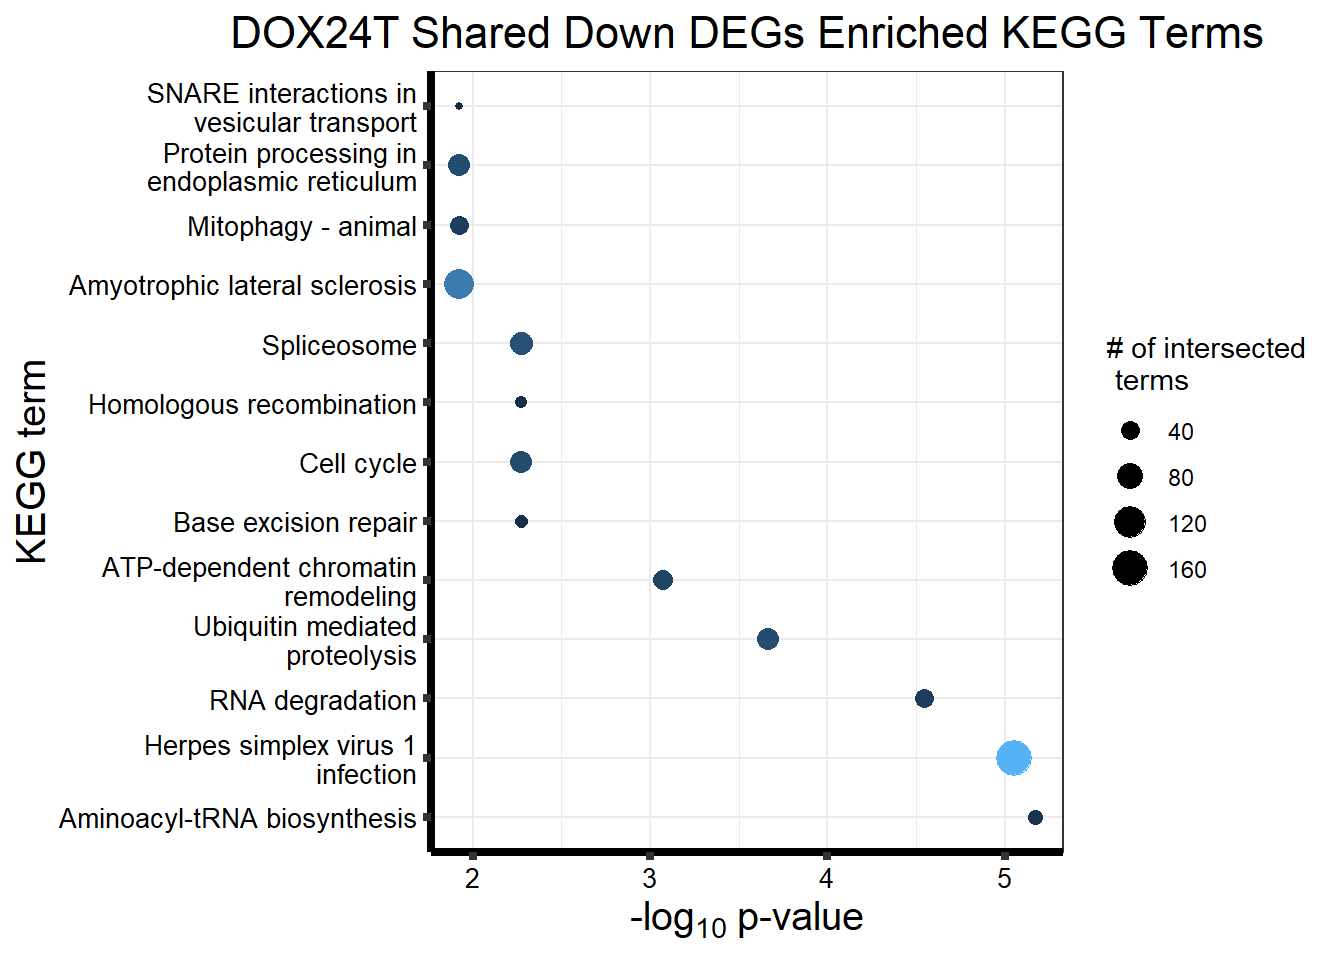 DOX24T Shared Down DEGs Enriched KEGG Terms
KEGG term
SNARE interactions in
vesicular transport
Protein processing in
endoplasmic reticulum
Mitophagy - animal
Amyotrophic lateral sclerosis
Spliceosome
Homologous recombination
Cell cycle
Base excision repair
ATP-dependent chromatin
remodeling
Ubiquitin mediated
proteolysis
RNA degradation
Herpes simplex virus 1
infection
Aminoacyl-tRNA biosynthesis
2 3 4 5
-log10 p-value
# of intersected
terms
40
80
120
160